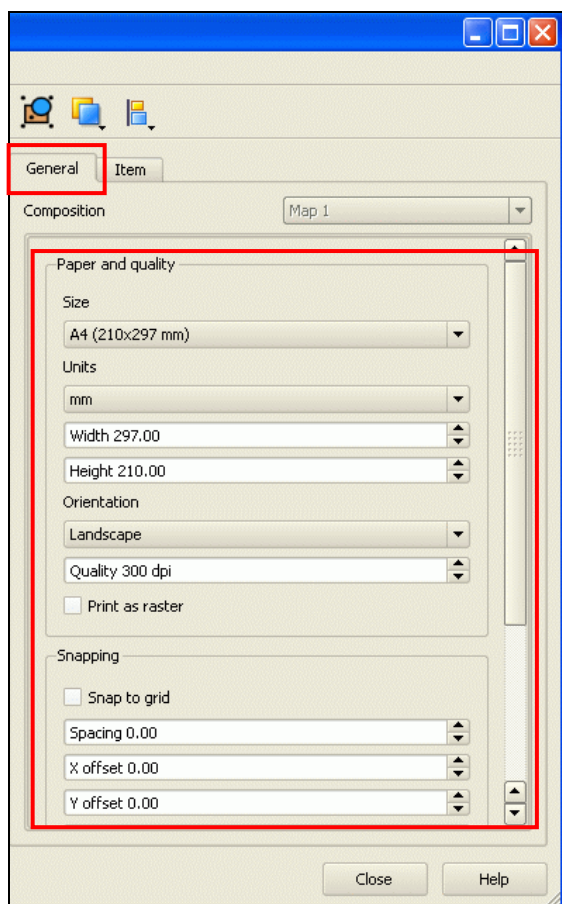 General Item
Composition Map 1
Paper and quality
Size
A4 (210x297 mm)
Units
mm
Width 297.00
Height 210.00
Orientation
Landscape
Quality 300 dpi
Print as raster
Snapping
Snap to grid
Spacing 0.00
X offset 0.00
Y offset 0.00
Close Help